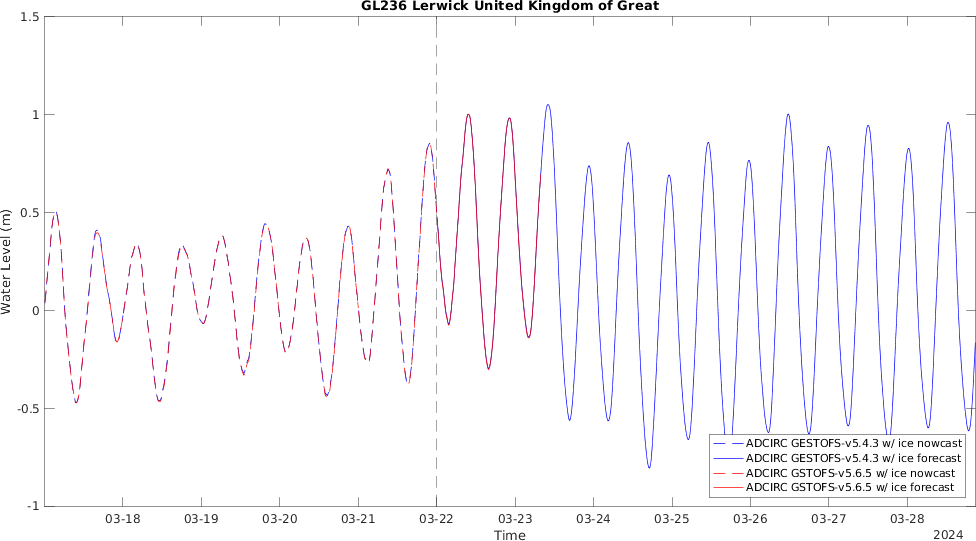 GL236 Lerwick United Kingdom of Great
1.5
1
0.5
0
-0.5
-1
Water Level (m)
ADCIRC GESTOFS-v5.4.3 w/ ice nowcast
ADCIRC GESTOFS-v5.4.3 w/ ice forecast
ADCIRC GSTOFS-v5.6.5 w/ ice nowcast
ADCIRC GSTOFS-v5.6.5 w/ ice forecast
03-18 03-19 03-20 03-21 03-22 03-23 03-24 03-25 03-26 03-27 03-28
Time
2024